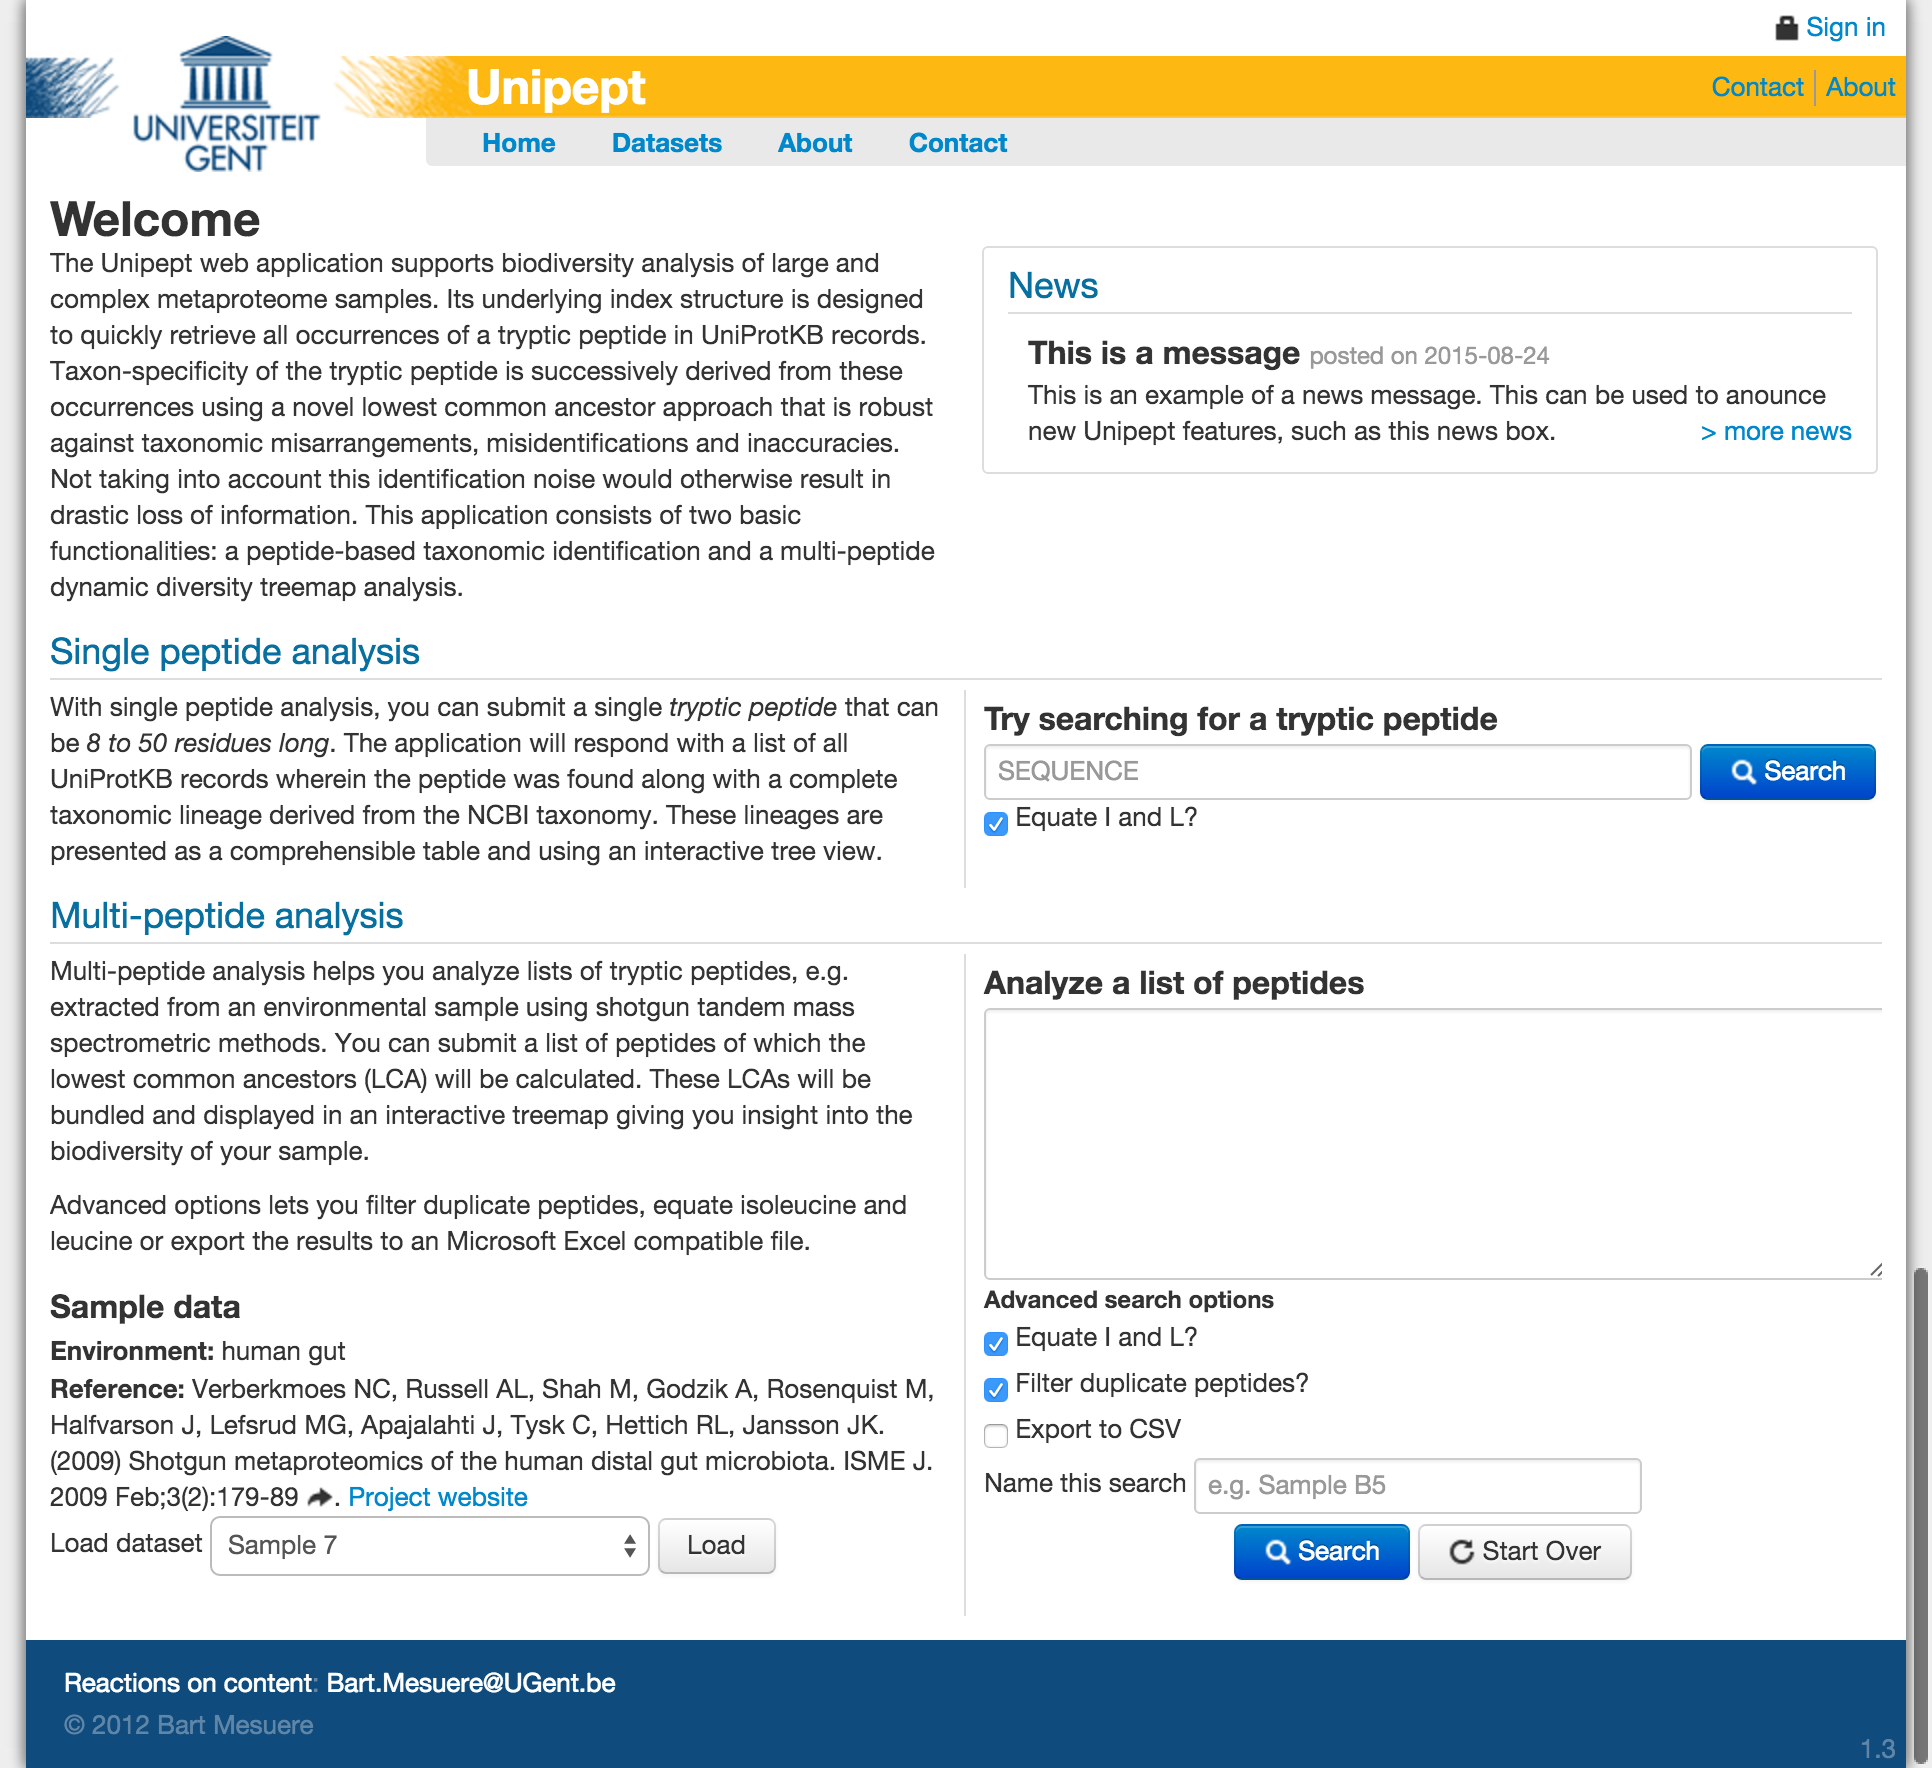 Sign in
UNIVERSITEIT
GENT
Unipept
Contact About
Home Datasets About Contact
Welcome
The Unipept web application supports biodiversity analysis of large and
complex metaproteome samples. Its underlying index structure is designed
to quickly retrieve all occurrences of a tryptic peptide in UniProtKB records.
Taxon-specificity of the tryptic peptide is successively derived from these
occurrences using a novel lowest common ancestor approach that is robust
against taxonomic misarrangements, misidentifications and inaccuracies.
Not taking into account this identification noise would otherwise result in
drastic loss of information. This application consists of two basic
functionalities: a peptide-based taxonomic identification and a multi-peptide
dynamic diversity treemap analysis.
News
This is a message posted on 2015-08-24
This is an example of a news message. This can be used to anounce
new Unipept features, such as this news box. > more news
Single peptide analysis
With single peptide analysis, you can submit a single tryptic peptide that can
be 8 to 50 residues long. The application will respond with a list of all
UniProtKB records wherein the peptide was found along with a complete
taxonomic lineage derived from the NCBI taxonomy. These lineages are
presented as a comprehensible table and using an interactive tree view.
Try searching for a tryptic peptide
SEQUENCE Search
Equate I and L?
Multi-peptide analysis
Multi-peptide analysis helps you analyze lists of tryptic peptides, e.g.
extracted from an environmental sample using shotgun tandem mass
spectrometric methods. You can submit a list of peptides of which the
lowest common ancestors (LCA) will be calculated. These LCAs will be
bundled and displayed in an interactive treemap giving you insight into the
biodiversity of your sample.
Advanced options lets you filter duplicate peptides, equate isoleucine and
leucine or export the results to an Microsoft Excel compatible file.
Sample data
Environment: human gut
Reference: Verberkmoes NC, Russell AL, Shah M, Godzik A, Rosenquist M,
Halfvarson J, Lefsrud MG, Apajalahti J, Tysk C, Hettich RL, Jansson JK.
(2009) Shotgun metaproteomics of the human distal gut microbiota. ISME J.
2009 Feb;3(2):179-89 . Project website
Load dataset Sample 7 Load
Analyze a list of peptides
Advanced search options
Equate I and L?
Filter duplicate peptides?
Export to CSV
Name this search e.g. Sample B5
Search Start Over
Reactions on content: Bart.Mesuere@UGent.be
© 2012 Bart Mesuere
1.3